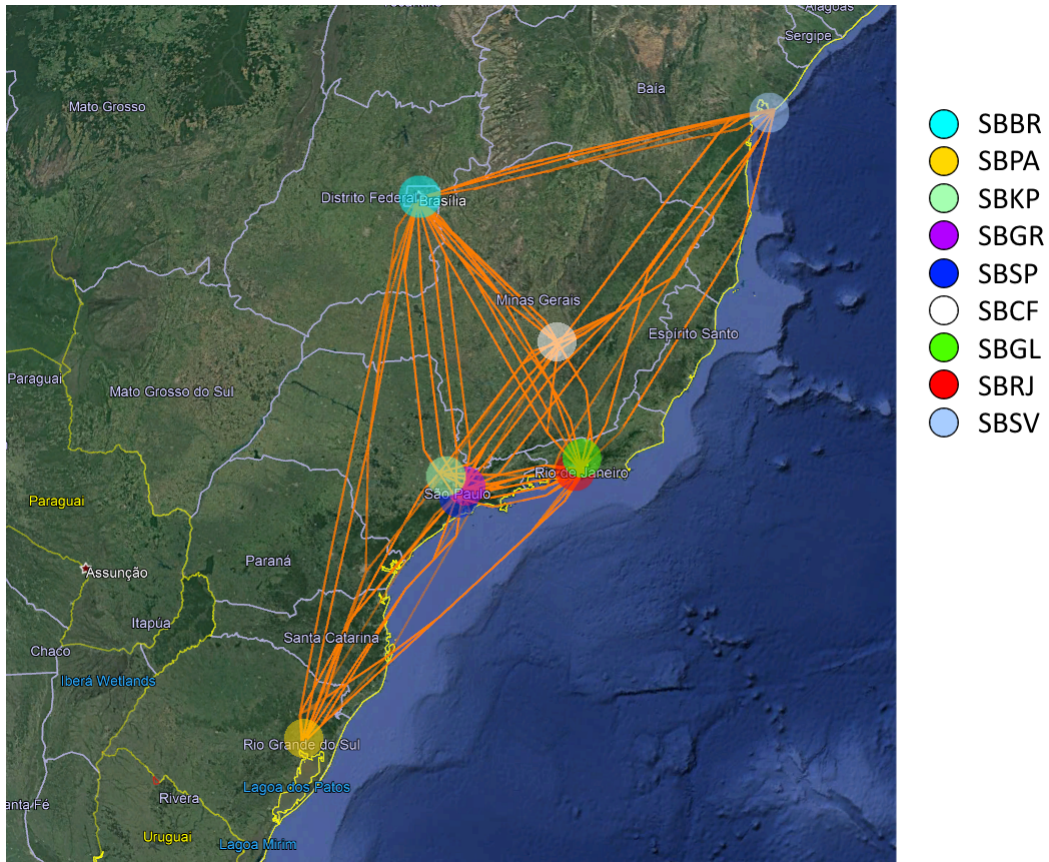 Alagoas
Sergipe
Mato Grosso
Baía
Distrito Federal
Brasília
Minas Gerais
Espírito Santo
Paraguai
Mato Grosso do Sul
Rio de Janeiro
São Paulo
Paraguai
Paraná
Assunção
Itapúa
Santa Catarina
Chaco
Iberá Wetlands
Rio Grande do Sul
Lagoa dos Patos
Rivera
anta Fé
Uruguai
Lagoa Mirim
SBBR
SBPA
SBKP
SBGR
SBSP
SBCF
SBGL
SBRJ
SBSV